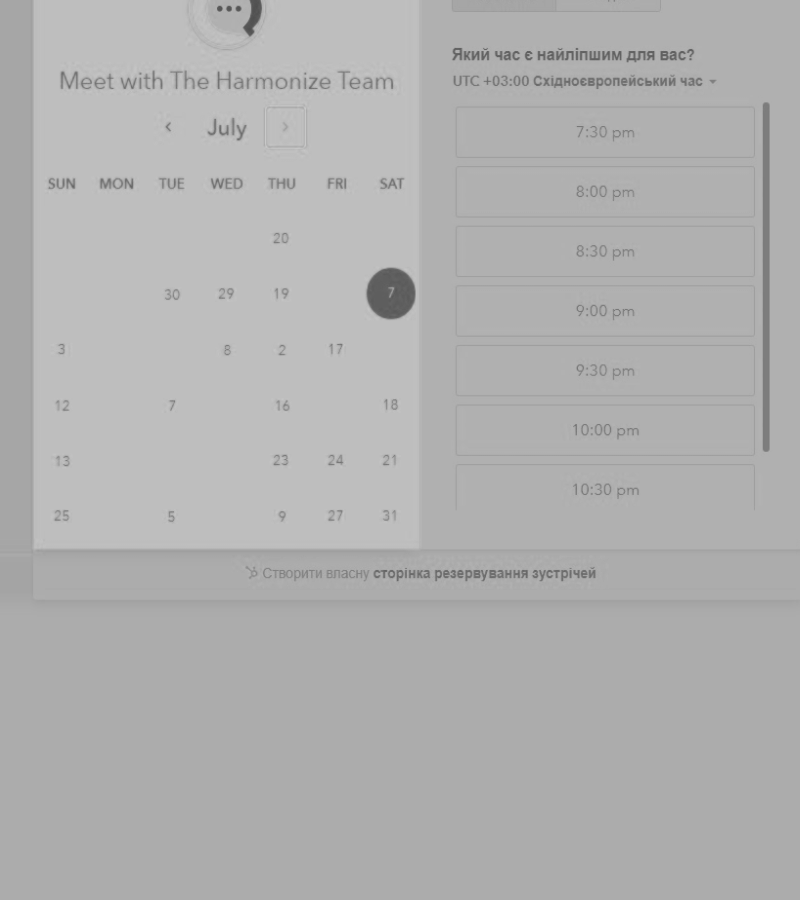 Meet with The Harmonize Team
July
SUN MON TUE WED THU FRI SAT
20
30 29 19 7
3 8 2 17
12 7 16 18
13 23 24 21
25 5 9 27 31
Який час є найліпшим для вас?
UTC +03:00 Східноєвропейський час
7:30 pm
8:00 pm
8:30 pm
9:00 pm
9:30 pm
10:00 pm
10:30 pm
Створити власну сторінка резервування зустрічей